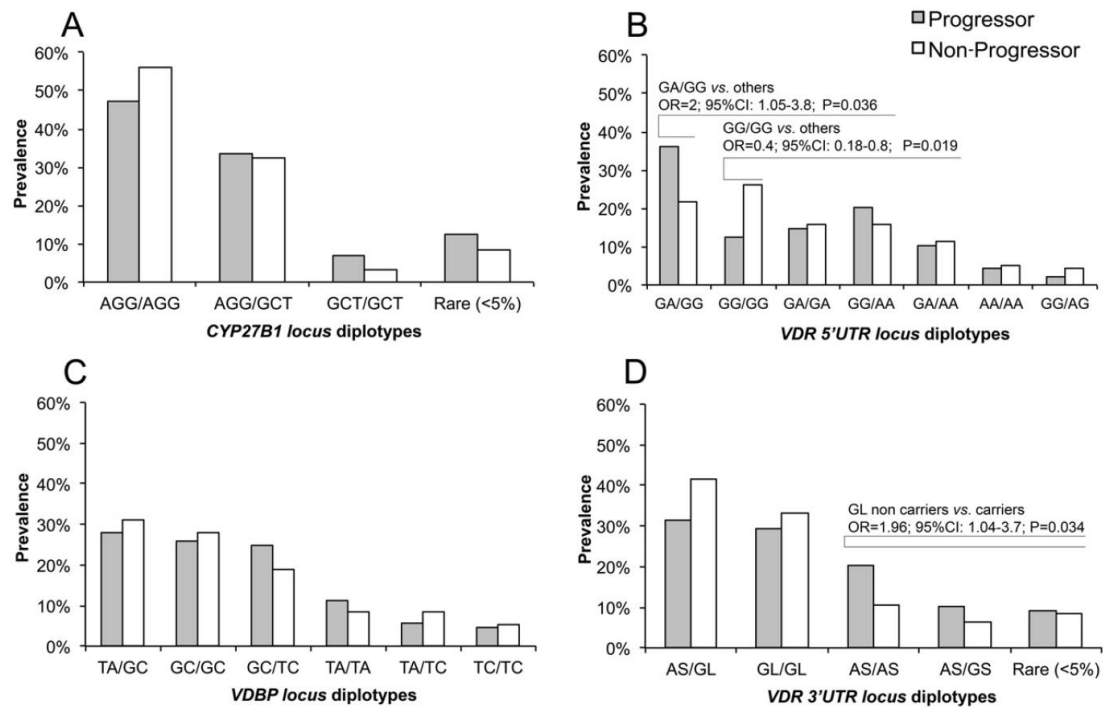 A
60%
50%
40%
30%
20%
10%
0%
Prevalence
AGG/AGG AGG/GCT GCT/GCT Rare (<5%)
CYP27B1 locus diplotypes
B
Progressor
Non-Progressor
60%
50%
40%
30%
20%
10%
0%
Prevalence
GA/GG vs. others
OR=2; 95%CI: 1.05-3.8; P=0.036
GG/GG vs. others
OR=0.4; 95%CI: 0.18-0.8; P=0.019
GA/GG GG/GG GA/GA GG/AA GA/AA AA/AA GG/AG
VDR 5'UTR locus diplotypes
C
60%
50%
40%
30%
20%
10%
0%
Prevalence
TA/GC GC/GC GC/TC TA/TA TA/TC TC/TC
VDBP locus diplotypes
D
60%
50%
40%
30%
20%
10%
0%
Prevalence
GL non carriers vs. carriers
OR=1.96; 95%CI: 1.04-3.7; P=0.034
AS/GL GL/GL AS/AS AS/GS Rare (<5%)
VDR 3'UTR locus diplotypes